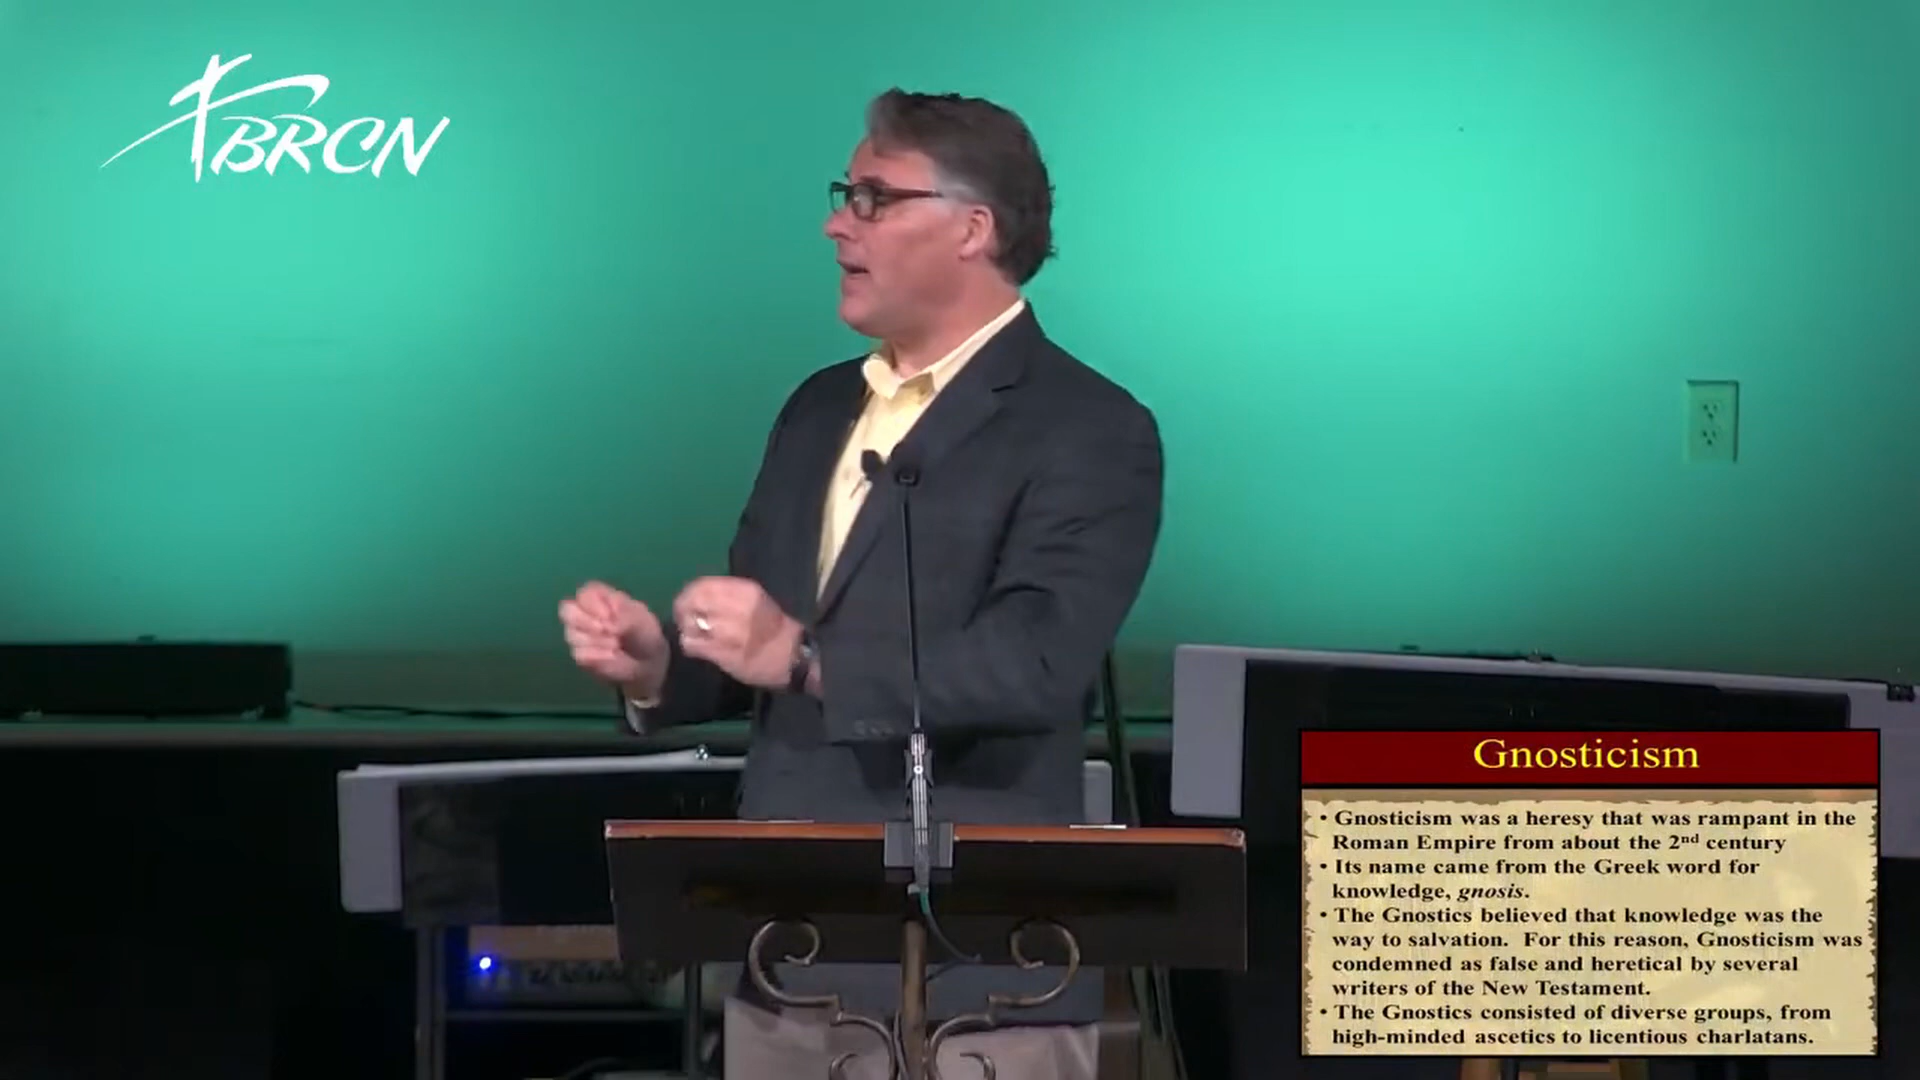 BRCN
Gnosticism
• Gnosticism was a heresy that was rampant in the
Roman Empire from about the 2nd century
• Its name came from the Greek word for
knowledge, gnosis.
• The Gnostics believed that knowledge was the
way to salvation. For this reason, Gnosticism was
condemned as false and heretical by several
writers of the New Testament.
• The Gnostics consisted of diverse groups, from
high-minded ascetics to licentious charlatans.